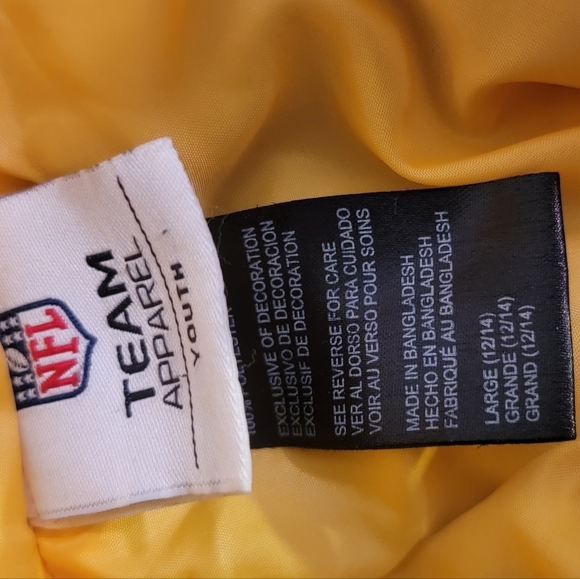 NFL
TEAM
APPAREL
YOUTH
EXCLUSIVE OF DECORATION
EXCLUSIVO DE DECORACION
EXCLUSIF DE DECORATION
SEE REVERSE FOR CARE
VER AL DORSO PARA CUIDADO
VOIR AU VERSO POUR SOINS
MADE IN BANGLADESH
HECHO EN BANGLADESH
FABRIQUÉ AU BANGLADESH
LARGE (12/14)
GRANDE (12/14)
GRAND (12/14)